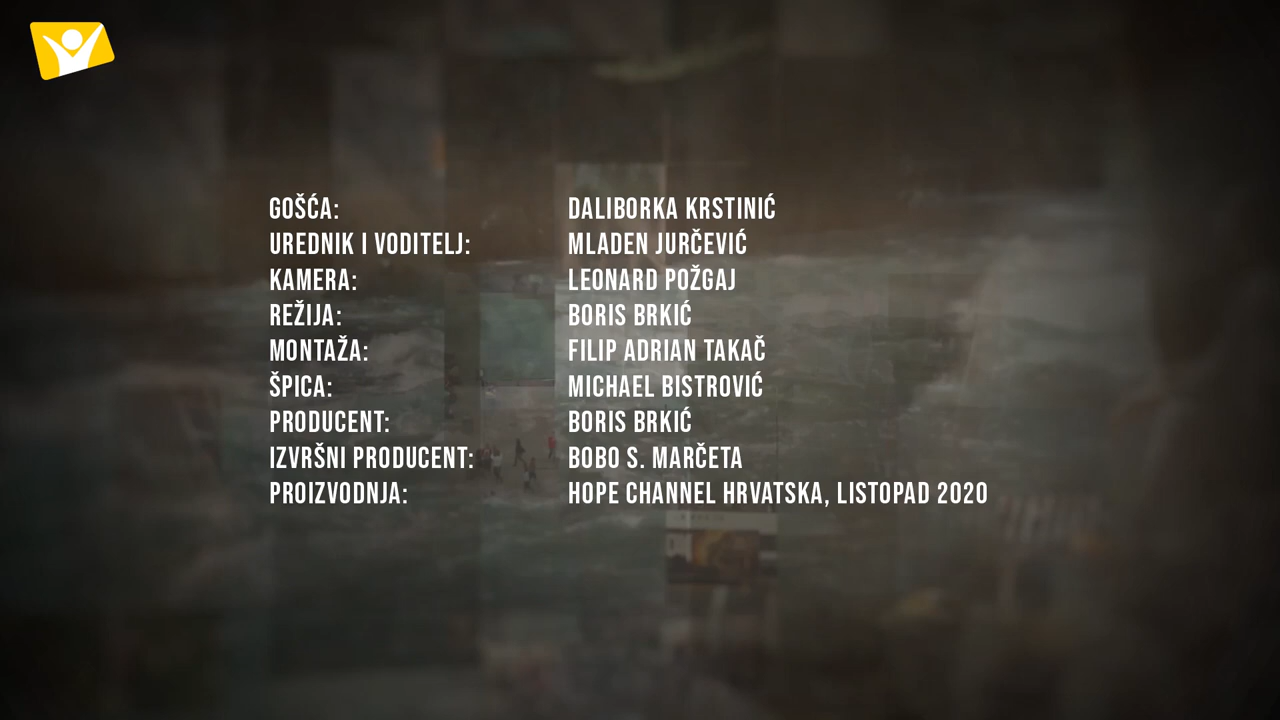 GOŠĆA: DALIBORKA KRSTINIĆ
UREDNIK I VODITELJ: MLADEN JURČEVIĆ
KAMERA: LEONARD POŽGAJ
REŽIJA: BORIS BRKIĆ
MONTAŽA: FILIP ADRIAN TAKAČ
ŠPICA: MICHAEL BISTROVIĆ
PRODUCENT: BORIS BRKIĆ
IZVRŠNI PRODUCENT: BOBO S. MARČETA
PROIZVODNJA: HOPE CHANNEL HRVATSKA, LISTOPAD 2020